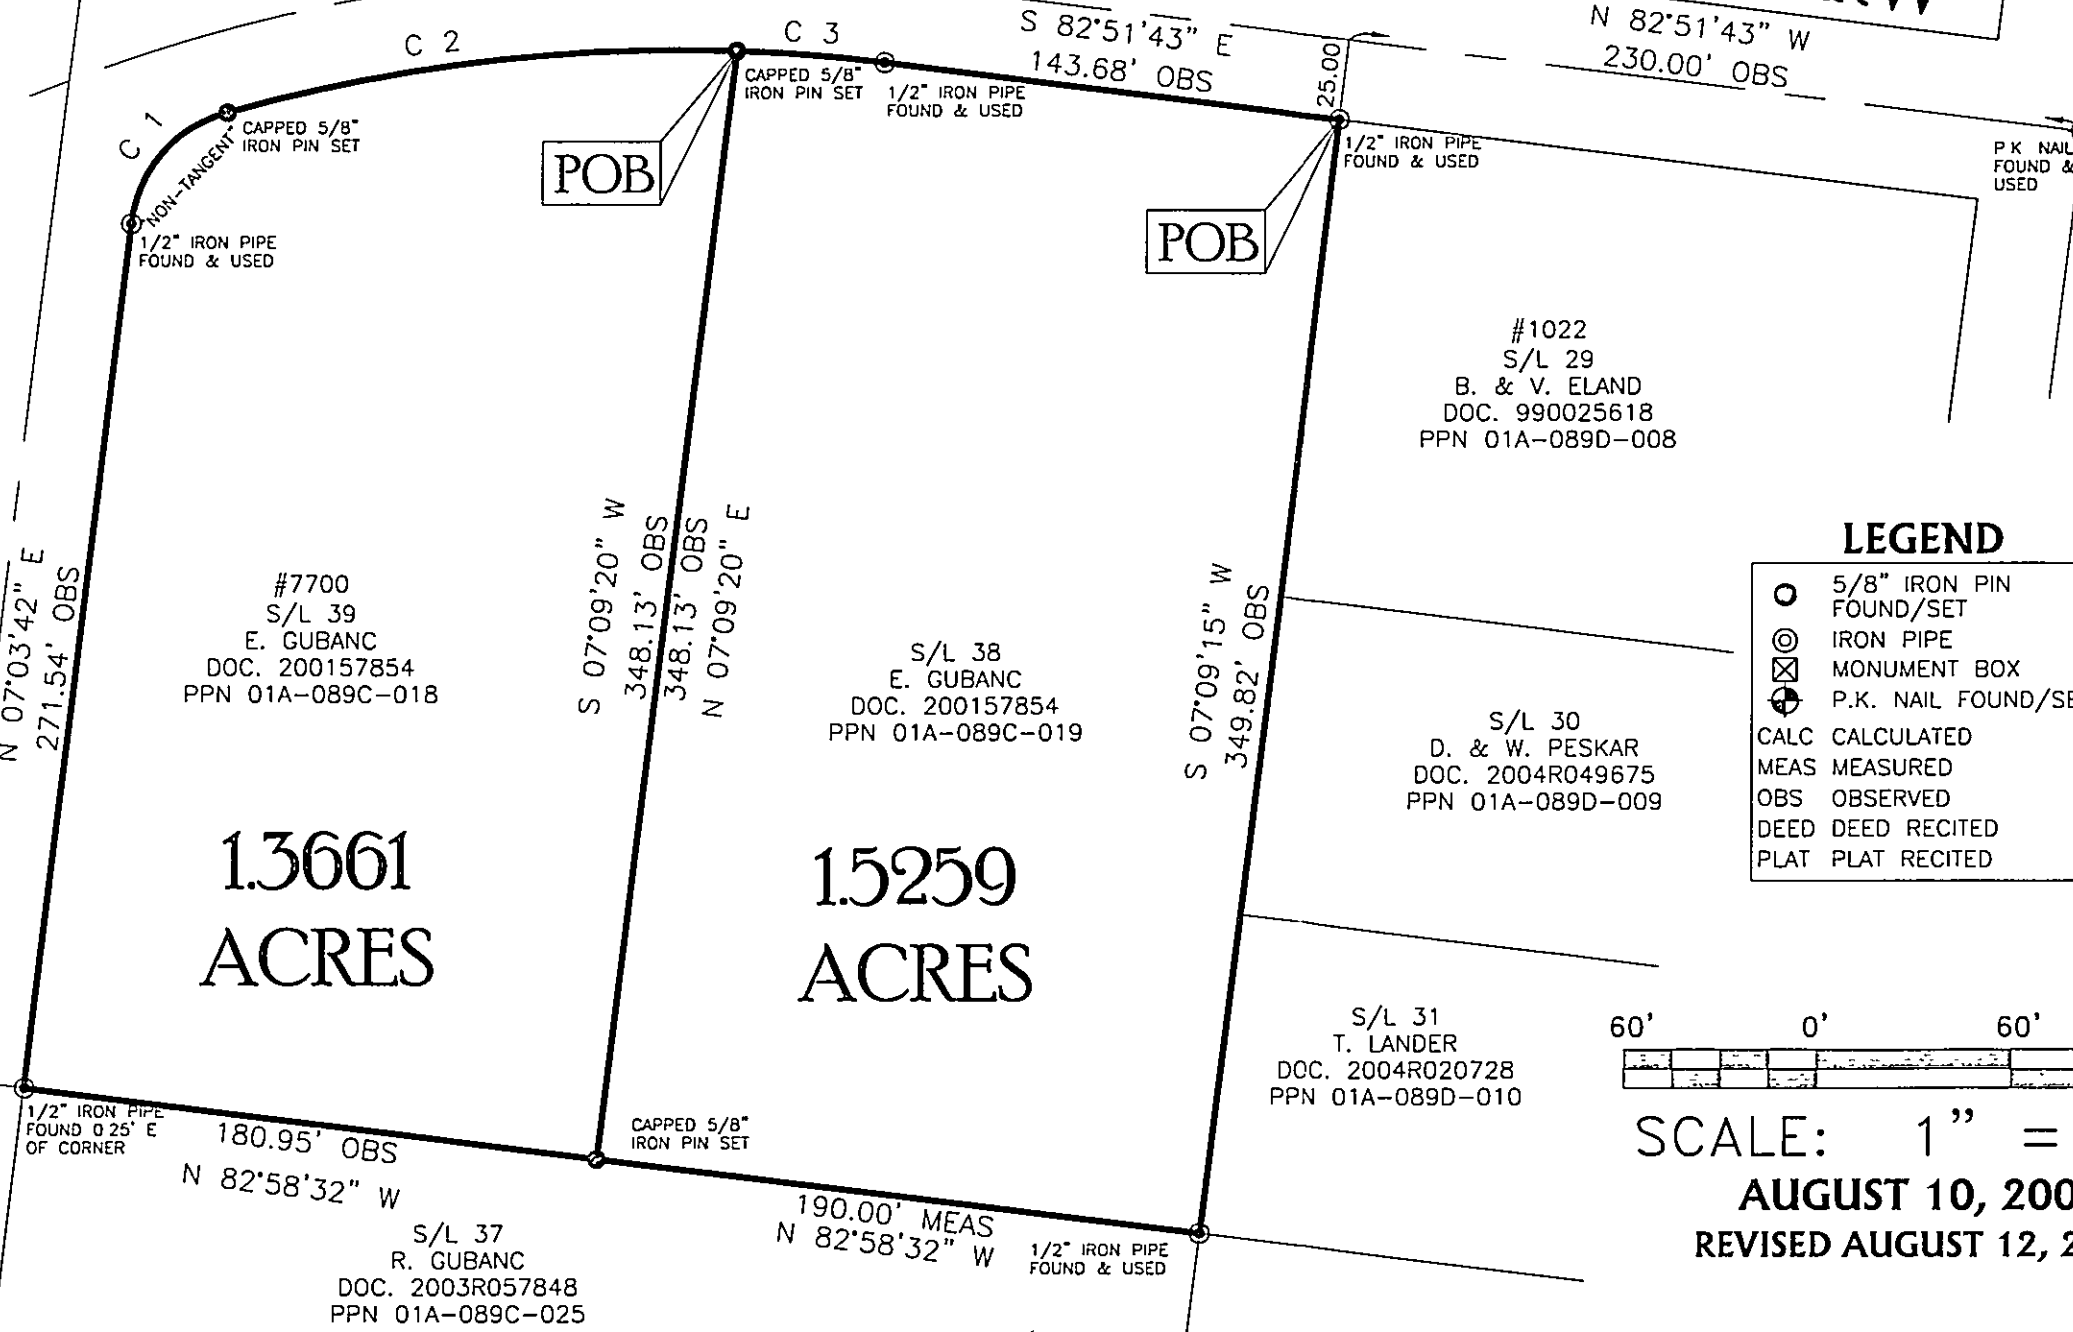 C 2
C 3
S 82°51'43" E
143.68' OBS
25.00
N 82°51'43" W
230.00' OBS
C 1
"NON-TANGENT"
CAPPED 5/8"
IRON PIN SET
CAPPED 5/8"
IRON PIN SET
1/2" IRON PIPE
FOUND & USED
1/2" IRON PIPE
FOUND & USED
P K NAIL
FOUND &
USED
POB
POB
1/2" IRON PIPE
FOUND & USED
#1022
S/L 29
B. & V. ELAND
DOC. 990025618
PPN 01A-089D-008
N 07°03'42" E
271.54' OBS
#7700
S/L 39
E. GUBANC
DOC. 200157854
PPN 01A-089C-018
S 07°09'20" W
348.13' OBS
348.13' OBS
N 07°09'20" E
S/L 38
E. GUBANC
DOC. 200157854
PPN 01A-089C-019
S 07°09'15" W
349.82' OBS
S/L 30
D. & W. PESKAR
DOC. 2004R049675
PPN 01A-089D-009
LEGEND
5/8" IRON PIN
FOUND/SET
IRON PIPE
MONUMENT BOX
P.K. NAIL FOUND/SE
CALC CALCULATED
MEAS MEASURED
OBS OBSERVED
DEED DEED RECITED
PLAT PLAT RECITED
1.3661
ACRES
1.5259
ACRES
S/L 31
T. LANDER
DOC. 2004R020728
PPN 01A-089D-010
60' 0' 60'
SCALE: 1" =
AUGUST 10, 200
REVISED AUGUST 12, 2
1/2" IRON PIPE
FOUND 0.25' E
OF CORNER
180.95' OBS
N 82°58'32" W
CAPPED 5/8"
IRON PIN SET
190.00' MEAS
N 82°58'32" W
1/2" IRON PIPE
FOUND & USED
S/L 37
R. GUBANC
DOC. 2003R057848
PPN 01A-089C-025